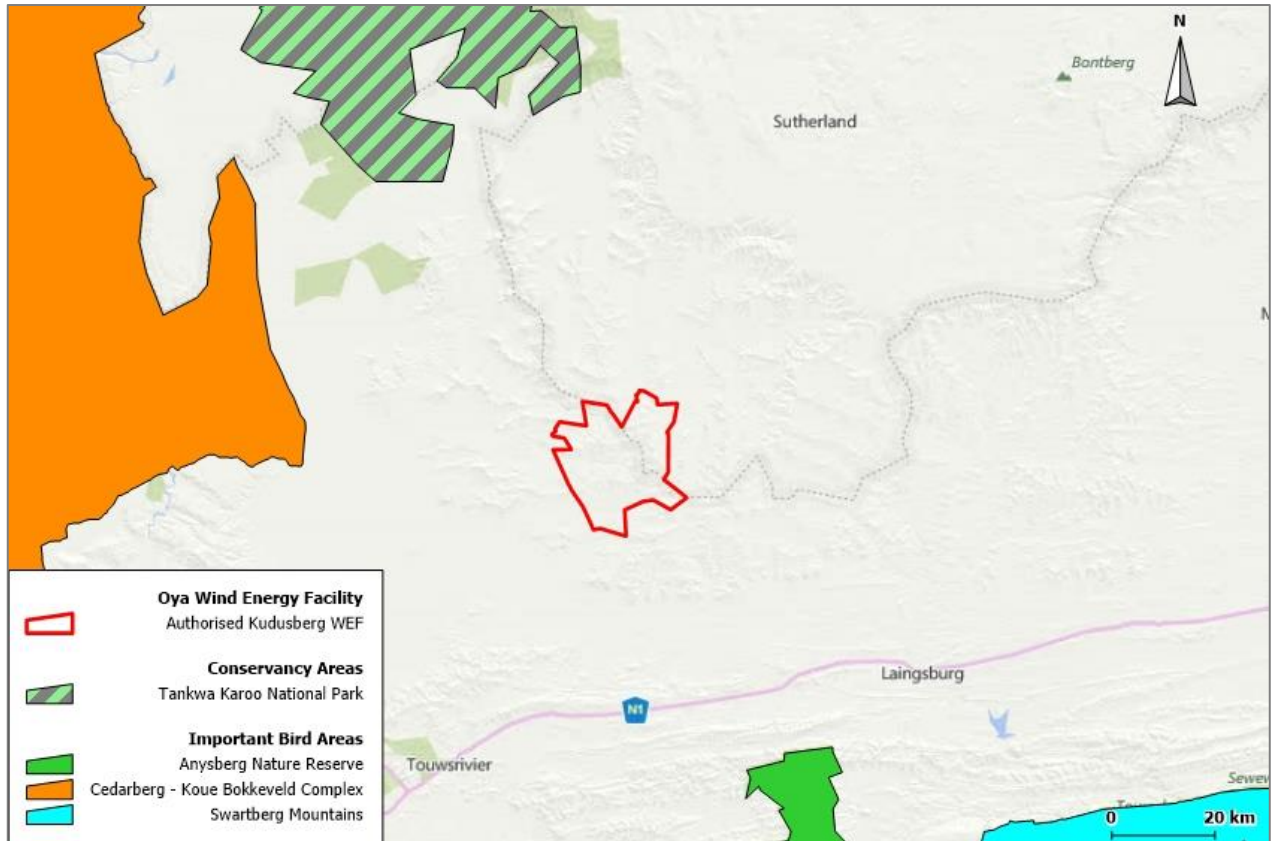 N
Bontberg
Sutherland
N1
Laingsburg
Touwsrivier
Oya Wind Energy Facility
Authorised Kudusberg WEF
Conservancy Areas
Tankwa Karoo National Park
Important Bird Areas
Anysberg Nature Reserve
Cedarberg - Koue Bokkeveld Complex
Swartberg Mountains
0 20 km